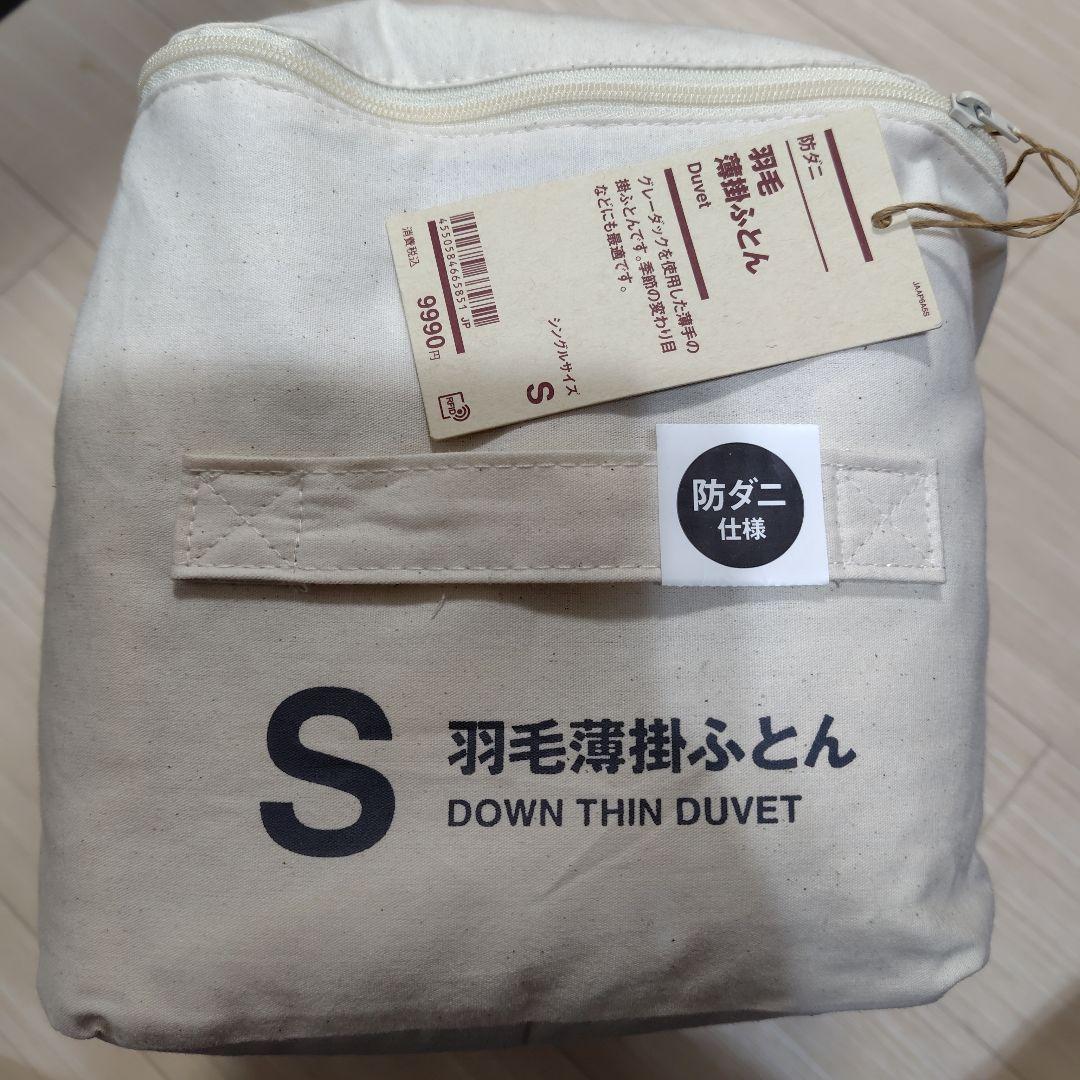 防ダニ
羽毛
薄掛ふとん
Duvet
グレーダックを使用した薄手の
掛ふとんです。季節の変わり目
などにも最適です。
シングルサイズ
S
4550584665851 JP
消費税込
9990円
RFID
JAAP9A6S
防ダニ
仕様
S
羽毛薄掛ふとん
DOWN THIN DUVET